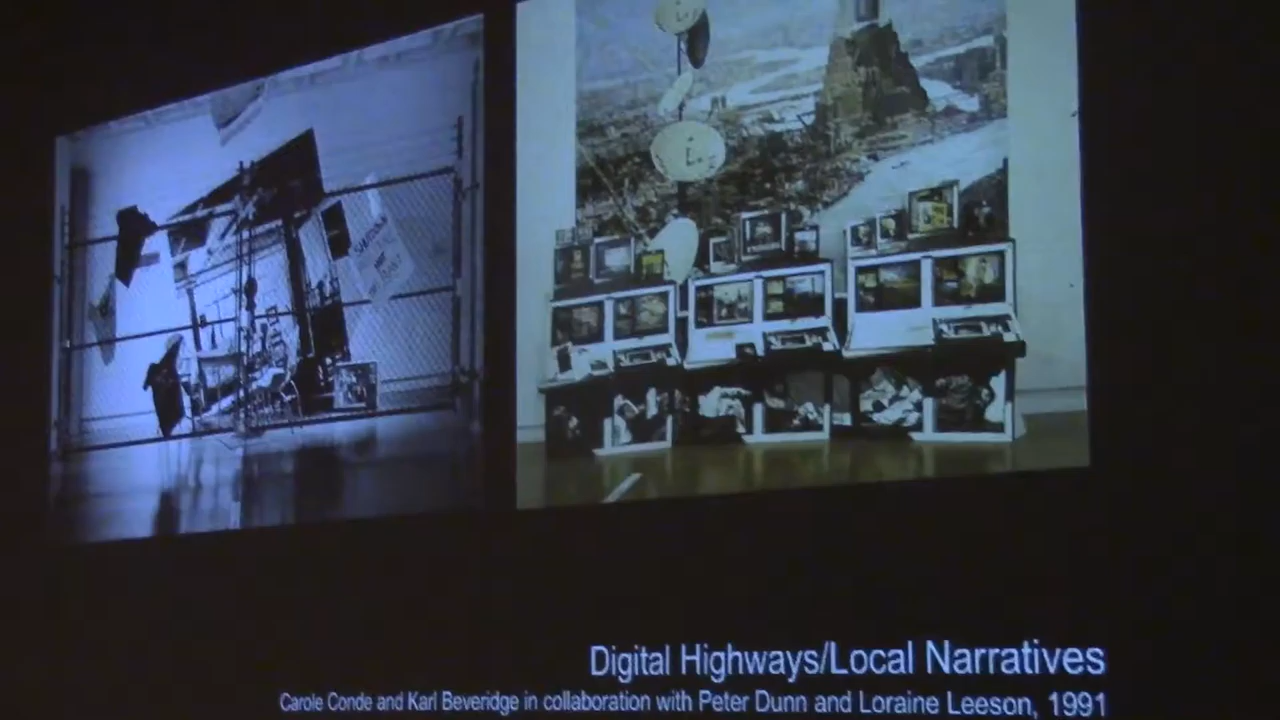 Digital Highways/Local Narratives
Carole Conde and Karl Beveridge in collaboration with Peter Dunn and Loraine Leeson, 1991